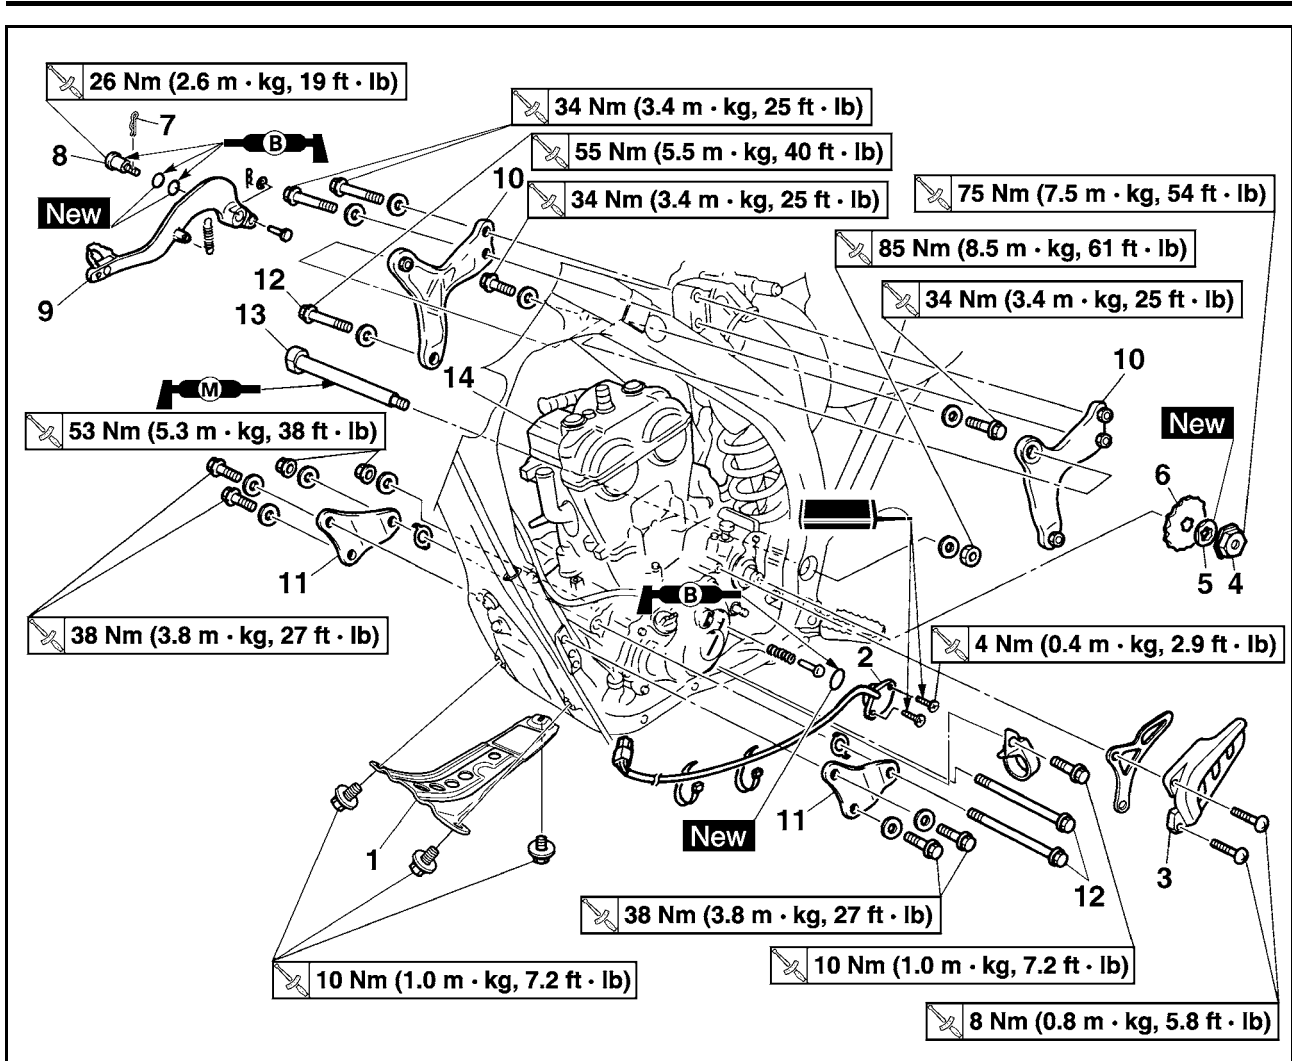 26 Nm (2.6 m · kg, 19 ft · lb)
7
34 Nm (3.4 m · kg, 25 ft · lb)
8
B
55 Nm (5.5 m · kg, 40 ft · lb)
10
75 Nm (7.5 m · kg, 54 ft · lb)
New
34 Nm (3.4 m · kg, 25 ft · lb)
85 Nm (8.5 m · kg, 61 ft · lb)
9
12
34 Nm (3.4 m · kg, 25 ft · lb)
13
10
14
M
New
53 Nm (5.3 m · kg, 38 ft · lb)
6
11
5
4
B
38 Nm (3.8 m · kg, 27 ft · lb)
2
4 Nm (0.4 m · kg, 2.9 ft · lb)
New
11
1
3
12
38 Nm (3.8 m · kg, 27 ft · lb)
10 Nm (1.0 m · kg, 7.2 ft · lb)
10 Nm (1.0 m · kg, 7.2 ft · lb)
8 Nm (0.8 m · kg, 5.8 ft · lb)